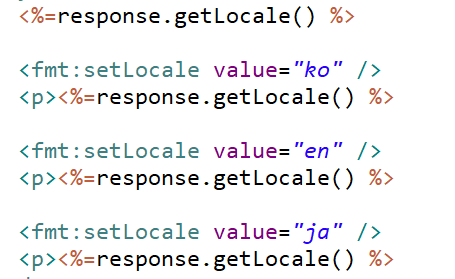 <%=response.getLocale() %>
<fmt:setLocale value="ko" />
<p><%=response.getLocale() %>
<fmt:setLocale value="en" />
<p><%=response.getLocale() %>
<fmt:setLocale value="ja" />
<p><%=response.getLocale() %>